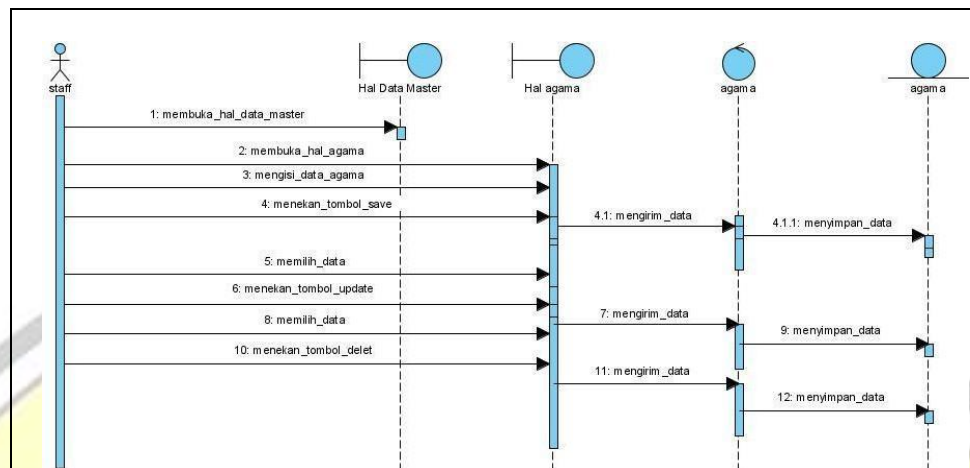 staff
Hal Data Master
Hal agama
agama
agama
1: membuka_hal_data_master
2: membuka_hal_agama
3: mengisi_data_agama
4: menekan_tombol_save
4.1: mengirim_data
4.1.1: menyimpan_data
5: memilih_data
6: menekan_tombol_update
7: mengirim_data
8: memilih_data
9: menyimpan_data
10: menekan_tombol_delet
11: mengirim_data
12: menyimpan_data